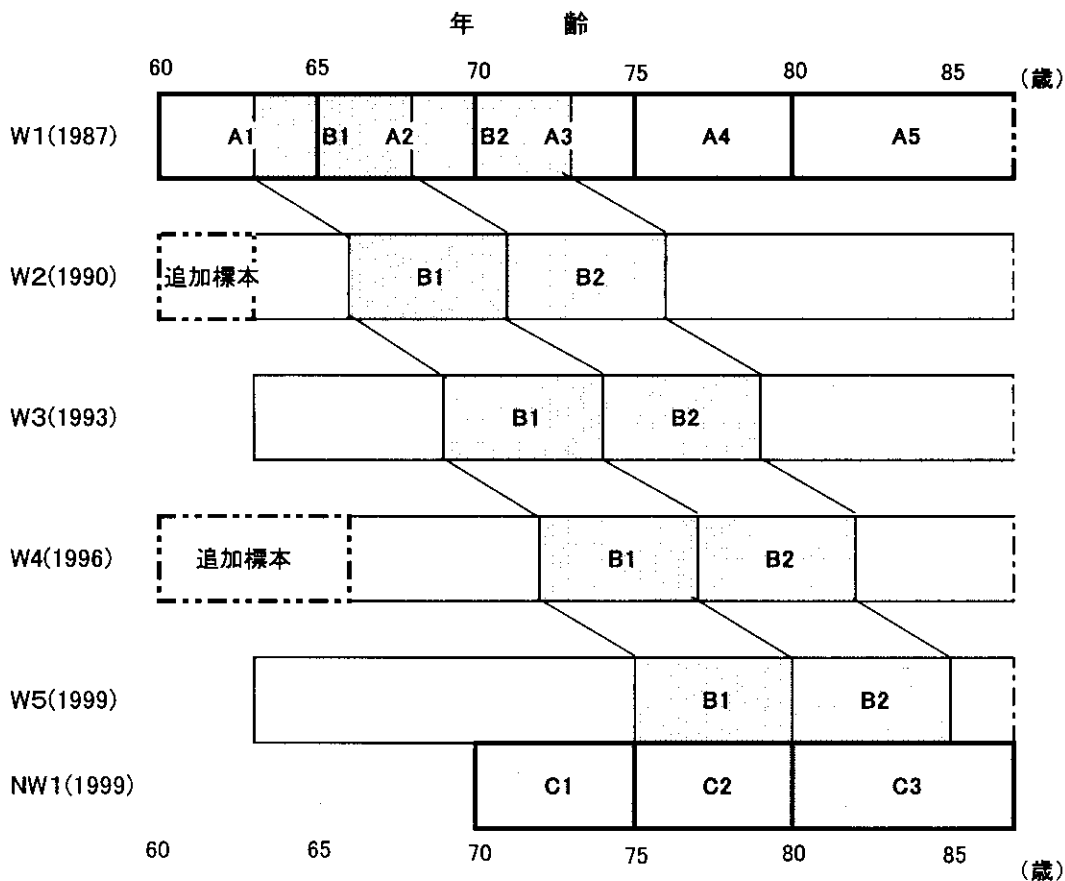 年 齢
60 65 70 75 80 85 (歳)
W1(1987) A1 B1 A2 B2 A3 A4 A5
W2(1990) 追加標本 B1 B2
W3(1993) B1 B2
W4(1996) 追加標本 B1 B2
W5(1999) B1 B2
NW1(1999) C1 C2 C3
60 65 70 75 80 85 (歳)